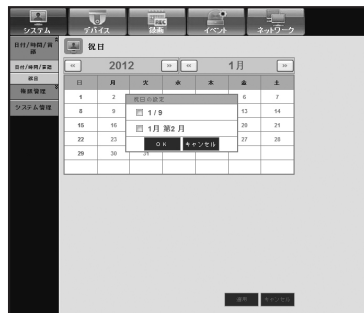 システム デバイス 録画 イベント ネットワーク
REC
日付/時間/言語
日付/時間/言語
祝日
権限管理
システム管理
祝日
<< 2012 >> << 1月 >>
日 月 火 水 木 金 土
1 2 6 7
8 9 13 14
15 16 20 21
22 23 27 28
29 30 31
祝日の設定
1/9
1月 第2 月
OK キャンセル
適用 キャンセル